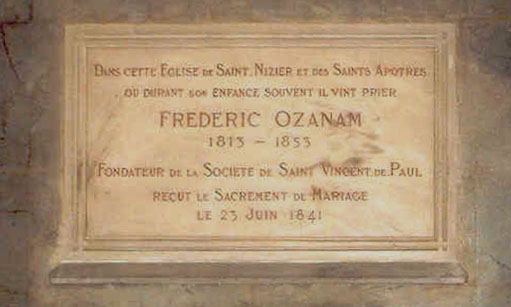 DANS CETTE EGLISE DE SAINT NIZIER ET DES SAINTS APOTRES
OU DURANT SON ENFANCE SOUVENT IL VINT PRIER
FREDERIC OZANAM
1813 – 1853
FONDATEUR DE LA SOCIETE DE SAINT VINCENT DE PAUL
REÇUT LE SACREMENT DE MARIAGE
LE 23 JUIN 1841